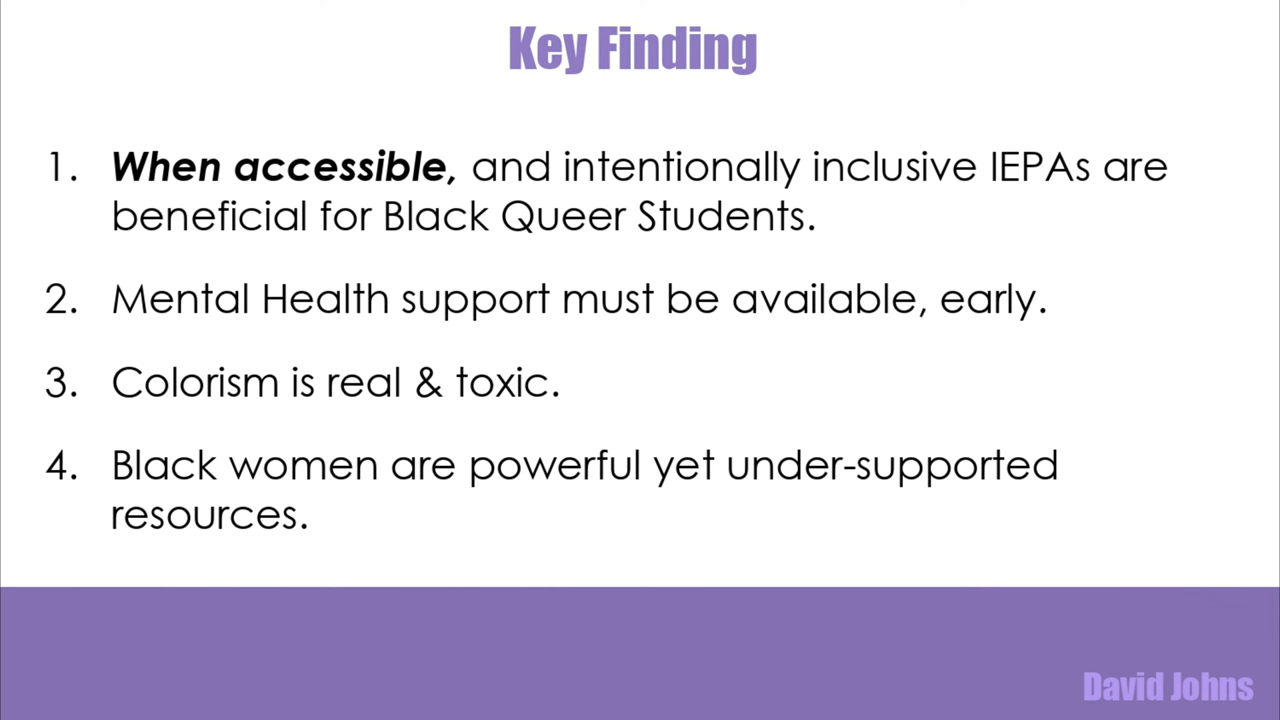 Key Finding
1. When accessible, and intentionally inclusive IEPAs are
beneficial for Black Queer Students.
2. Mental Health support must be available, early.
3. Colorism is real & toxic.
4. Black women are powerful yet under-supported
resources.
David Johns